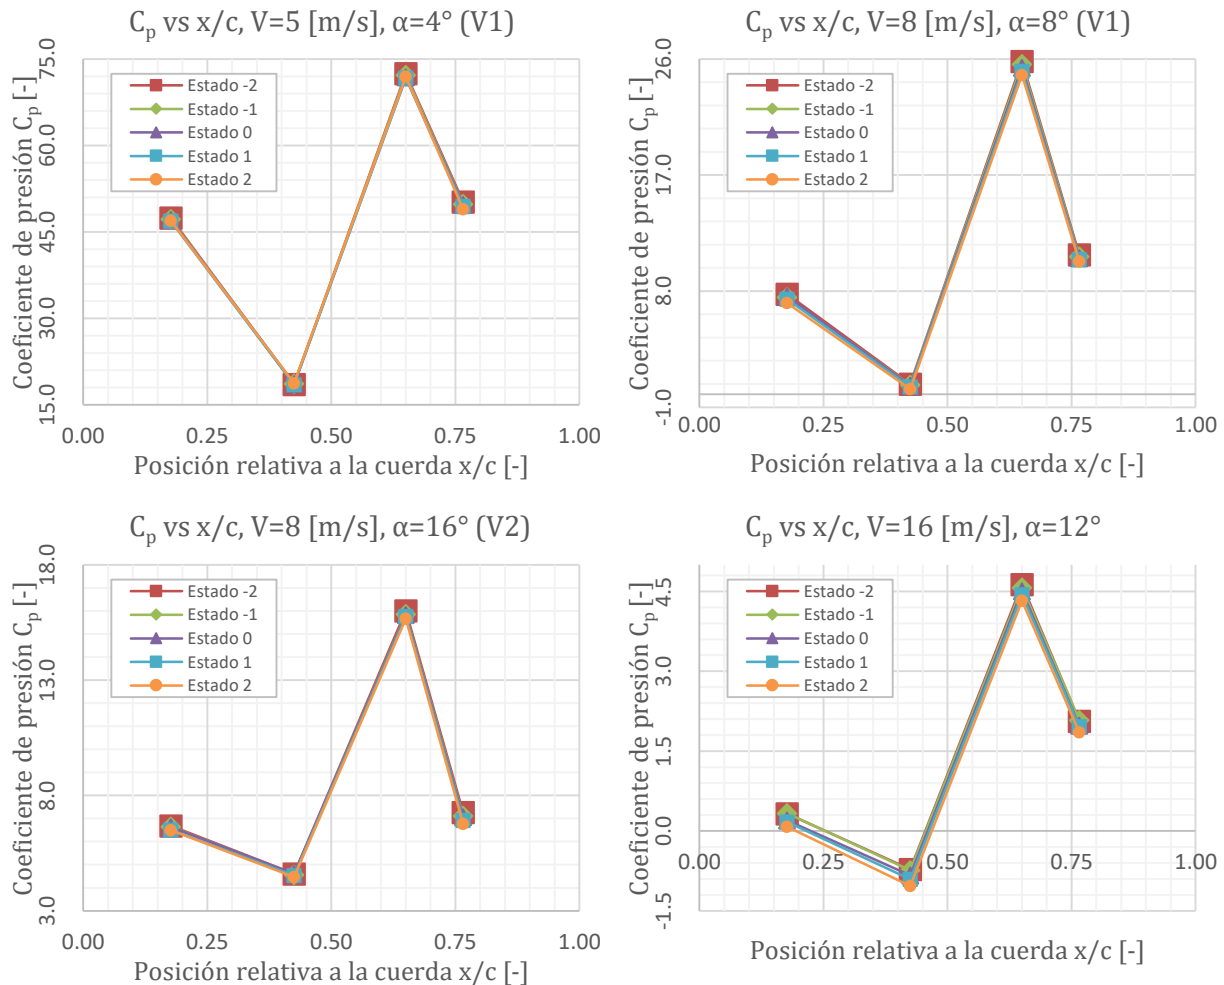 C_p vs x/c, V=5 [m/s], α=4° (V1)
Coeficiente de presión C_p [-]
75.0
60.0
45.0
30.0
15.0
Estado -2
Estado -1
Estado 0
Estado 1
Estado 2
0.00 0.25 0.50 0.75 1.00
Posición relativa a la cuerda x/c [-]
C_p vs x/c, V=8 [m/s], α=8° (V1)
Coeficiente de presión C_p [-]
26.0
17.0
8.0
-1.0
Estado -2
Estado -1
Estado 0
Estado 1
Estado 2
0.00 0.25 0.50 0.75 1.00
Posición relativa a la cuerda x/c [-]
C_p vs x/c, V=8 [m/s], α=16° (V2)
Coeficiente de presión C_p [-]
18.0
13.0
8.0
3.0
Estado -2
Estado -1
Estado 0
Estado 1
Estado 2
0.00 0.25 0.50 0.75 1.00
Posición relativa a la cuerda x/c [-]
C_p vs x/c, V=16 [m/s], α=12°
Coeficiente de presión C_p [-]
4.5
3.0
1.5
0.0
-1.5
Estado -2
Estado -1
Estado 0
Estado 1
Estado 2
0.00 0.25 0.50 0.75 1.00
Posición relativa a la cuerda x/c [-]